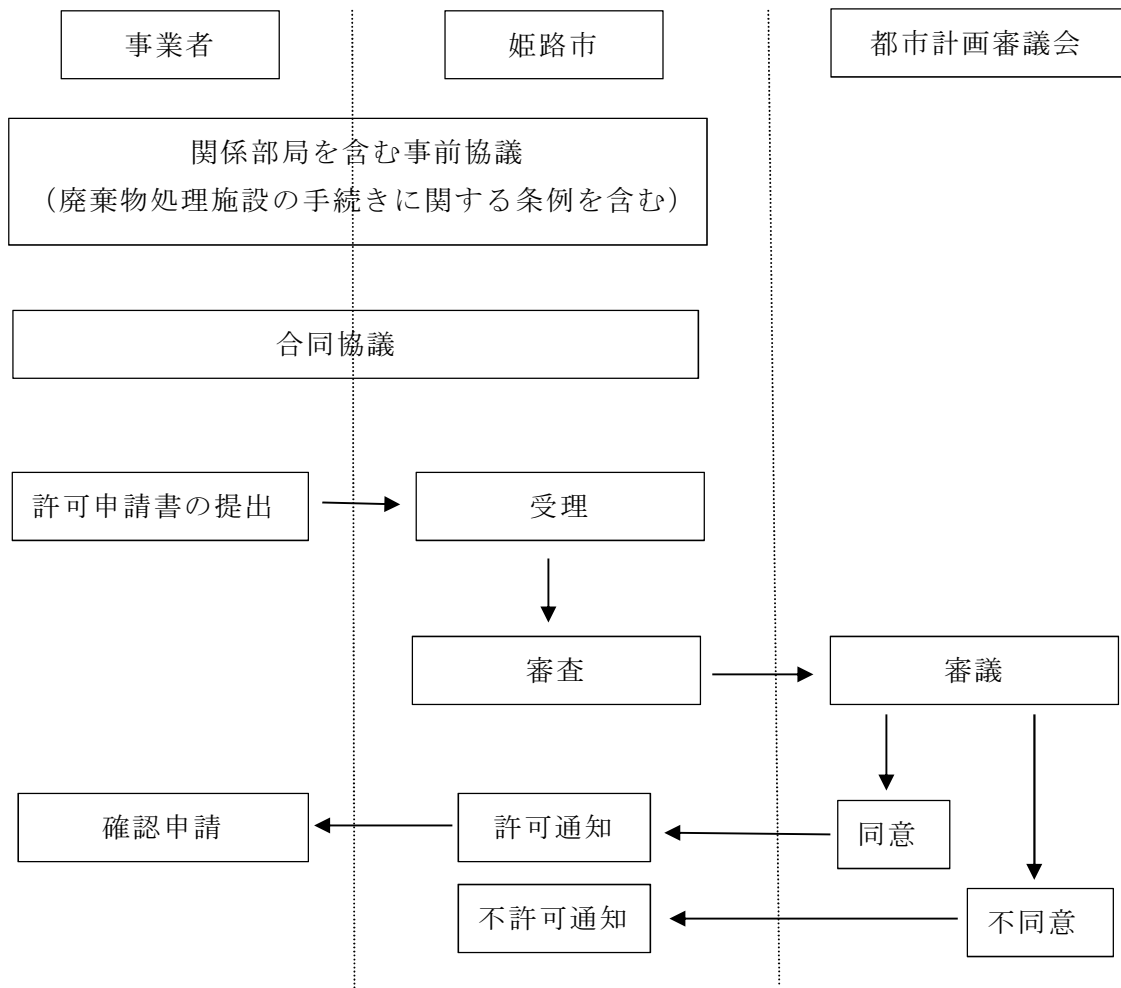 事業者
姫路市
都市計画審議会
関係部局を含む事前協議
（廃棄物処理施設の手続きに関する条例を含む）
合同協議
許可申請書の提出
受理
審査
審議
確認申請
許可通知
同意
不許可通知
不同意